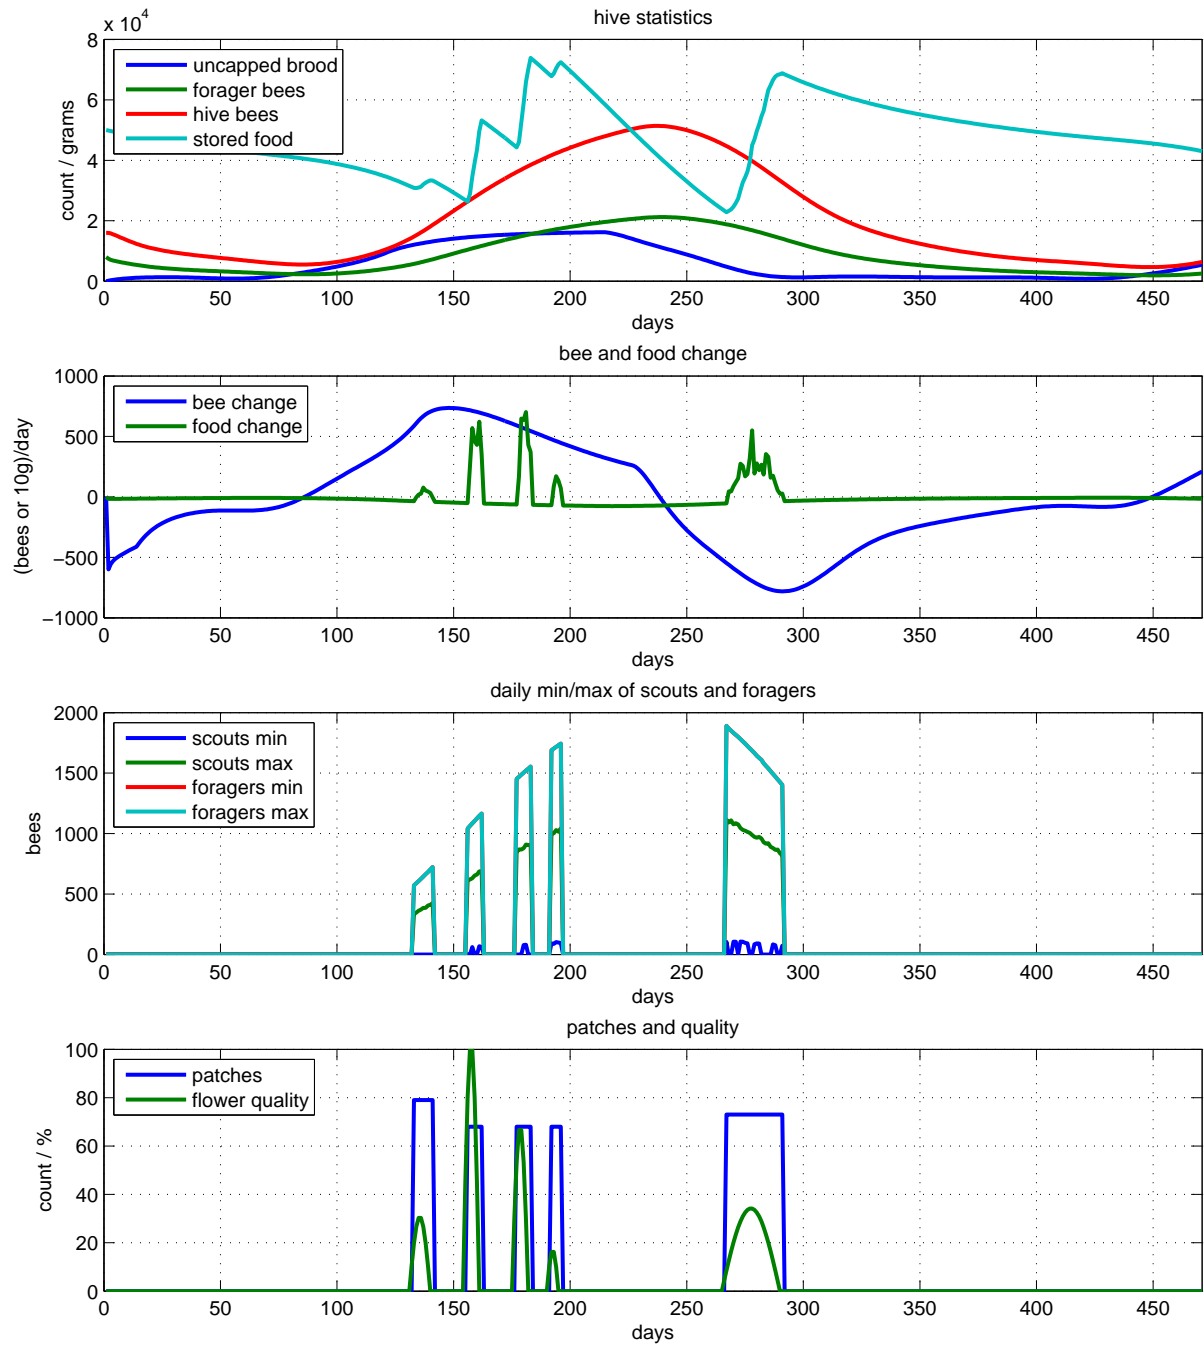 hive statistics
x 10^4
8
6
4
2
0
count / grams
uncapped brood
forager bees
hive bees
stored food
0 50 100 150 200 250 300 350 400 450
days
bee and food change
1000
500
0
−500
−1000
(bees or 10g)/day
bee change
food change
0 50 100 150 200 250 300 350 400 450
days
daily min/max of scouts and foragers
2000
1500
1000
500
0
bees
scouts min
scouts max
foragers min
foragers max
0 50 100 150 200 250 300 350 400 450
days
patches and quality
100
80
60
40
20
0
count / %
patches
flower quality
0 50 100 150 200 250 300 350 400 450
days